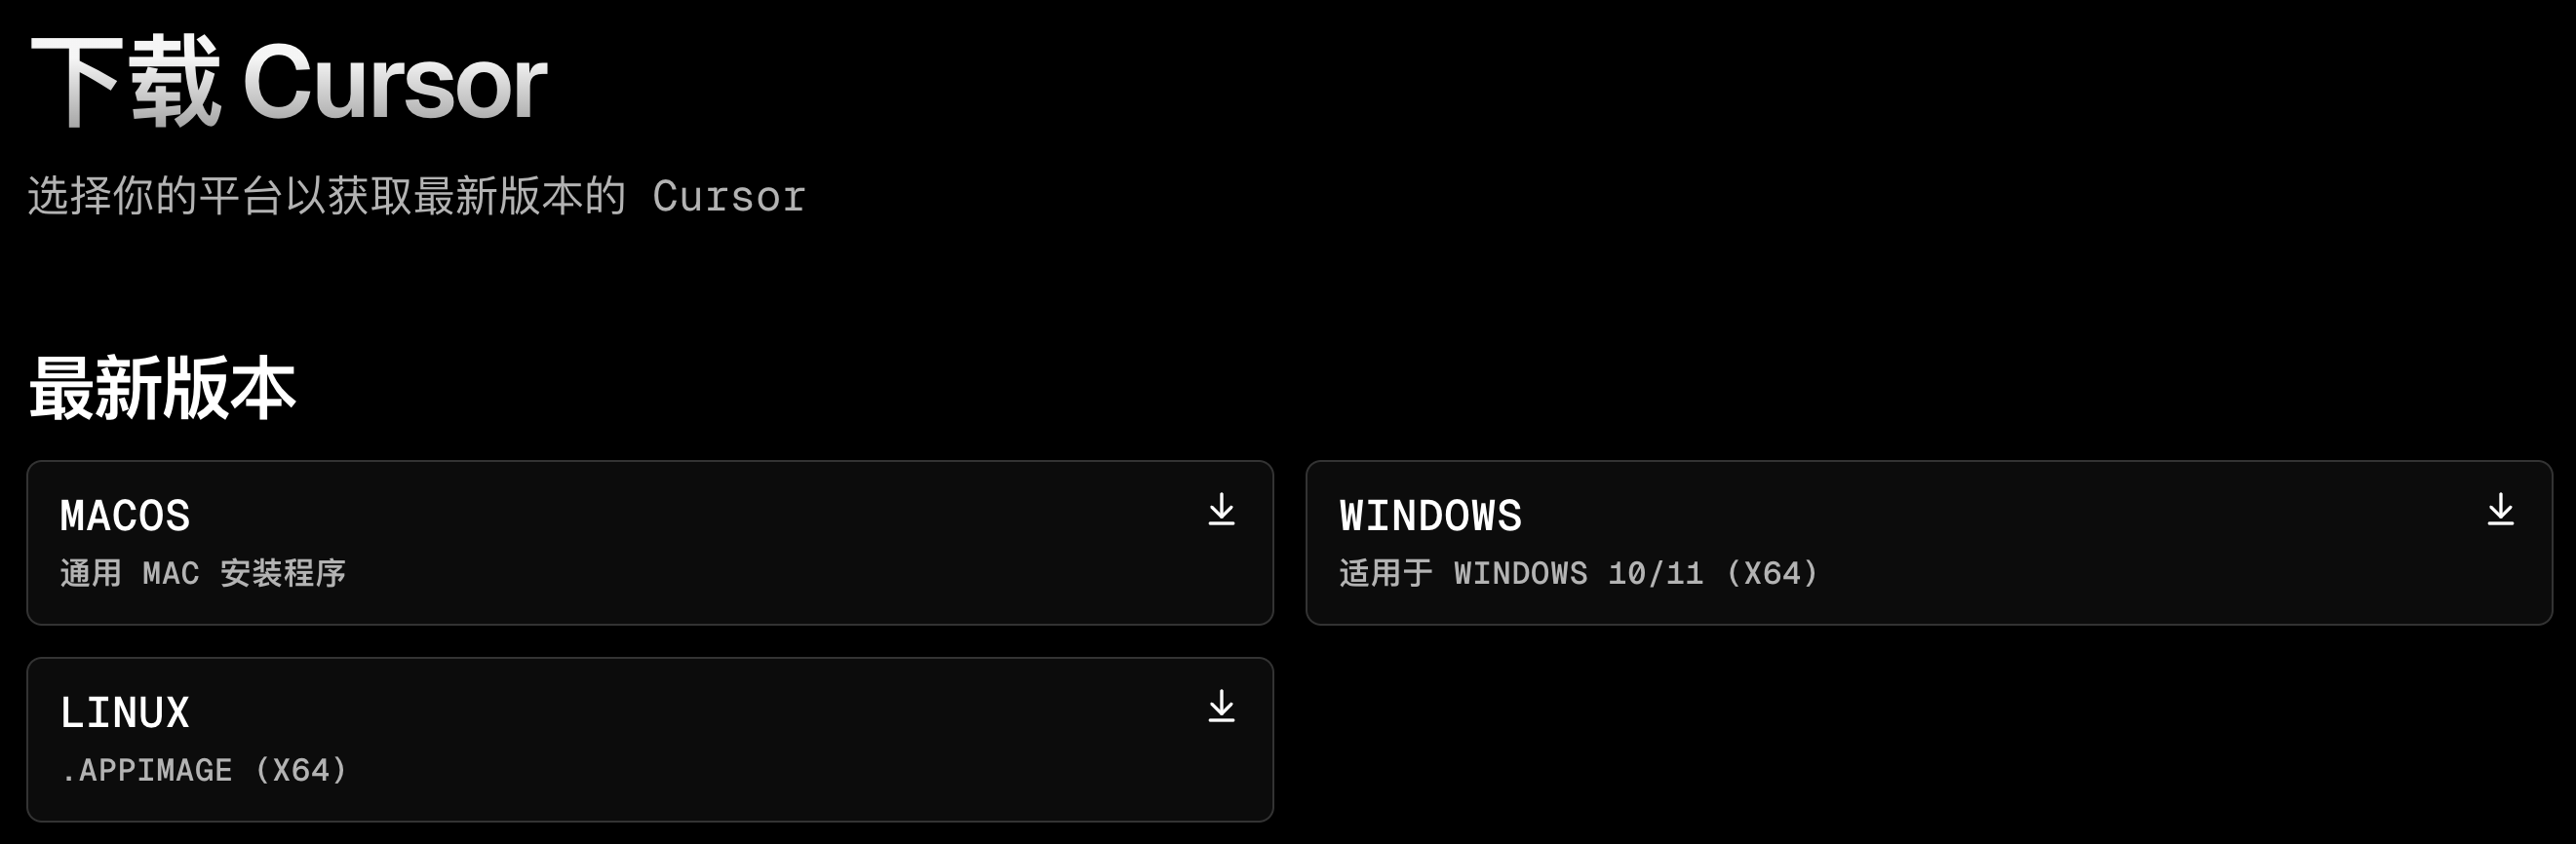 下载 Cursor
选择你的平台以获取最新版本的 Cursor
最新版本
MACOS
通用 MAC 安装程序
WINDOWS
适用于 WINDOWS 10/11 (X64)
LINUX
.APPIMAGE (X64)